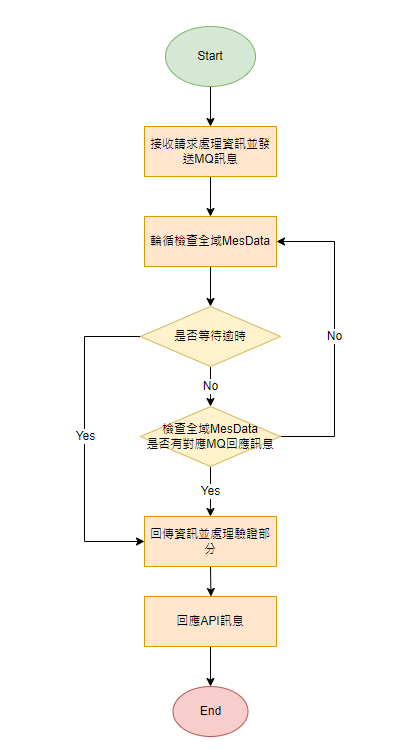 Start
接收請求處理資訊並發
送MQ訊息
輪循檢查全域MesData
是否等待逾時
No
No
檢查全域MesData
是否有對應MQ回應訊息
Yes
Yes
回傳資訊並處理驗證部
分
回應API訊息
End